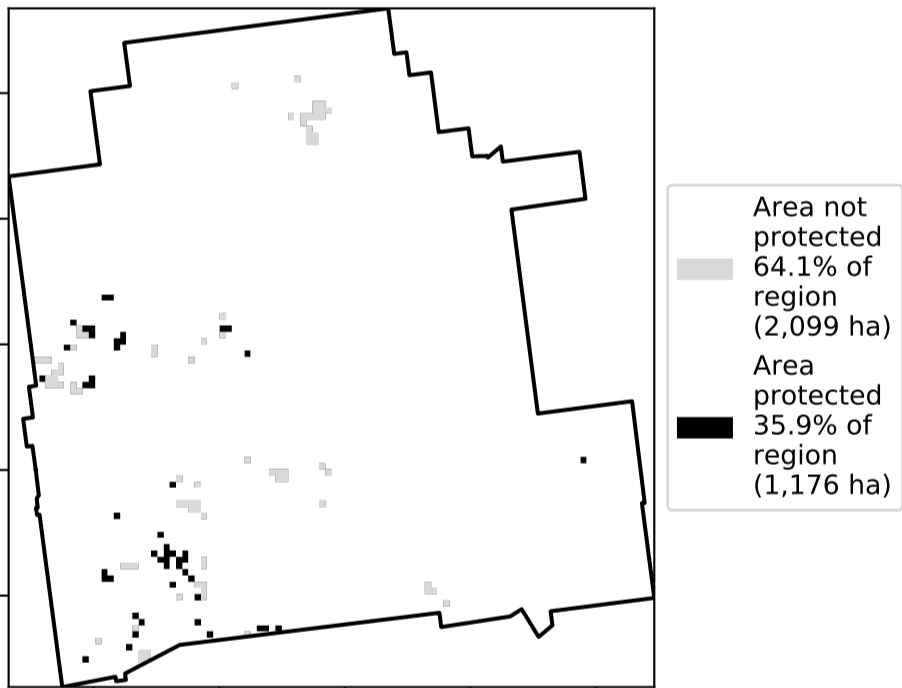 Area not
protected
64.1% of
region
(2,099 ha)
Area
protected
35.9% of
region
(1,176 ha)